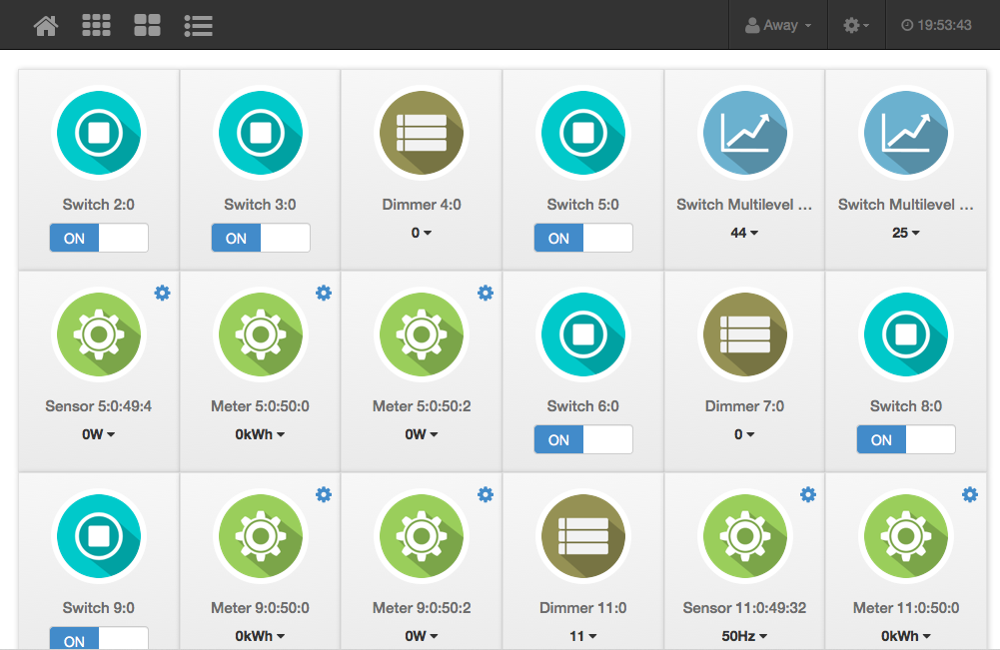 Away 19:53:43
Switch 2:0 Switch 3:0 Dimmer 4:0 Switch 5:0 Switch Multilevel ... Switch Multilevel ...
ON ON 0 ON 44 25
Sensor 5:0:49:4 Meter 5:0:50:0 Meter 5:0:50:2 Switch 6:0 Dimmer 7:0 Switch 8:0
0W 0kWh 0W ON 0 ON
Switch 9:0 Meter 9:0:50:0 Meter 9:0:50:2 Dimmer 11:0 Sensor 11:0:49:32 Meter 11:0:50:0
ON 0kWh 0W 11 50Hz 0kWh